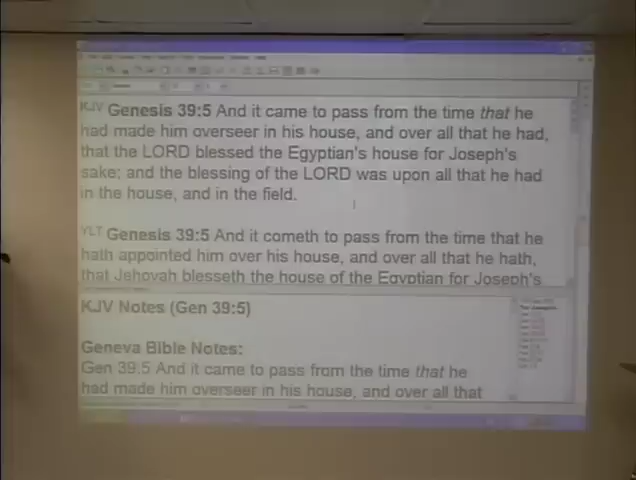 KJV Genesis 39:5 And it came to pass from the time that he
had made him overseer in his house, and over all that he had,
that the LORD blessed the Egyptian's house for Joseph's
sake; and the blessing of the LORD was upon all that he had
in the house, and in the field.
YLT Genesis 39:5 And it cometh to pass from the time that he
hath appointed him over his house, and over all that he hath,
that Jehovah blesseth the house of the Egyptian for Joseph's
KJV Notes (Gen 39:5)
Geneva Bible Notes:
Gen 39:5 And it came to pass from the time that he
had made him overseer in his house, and over all that